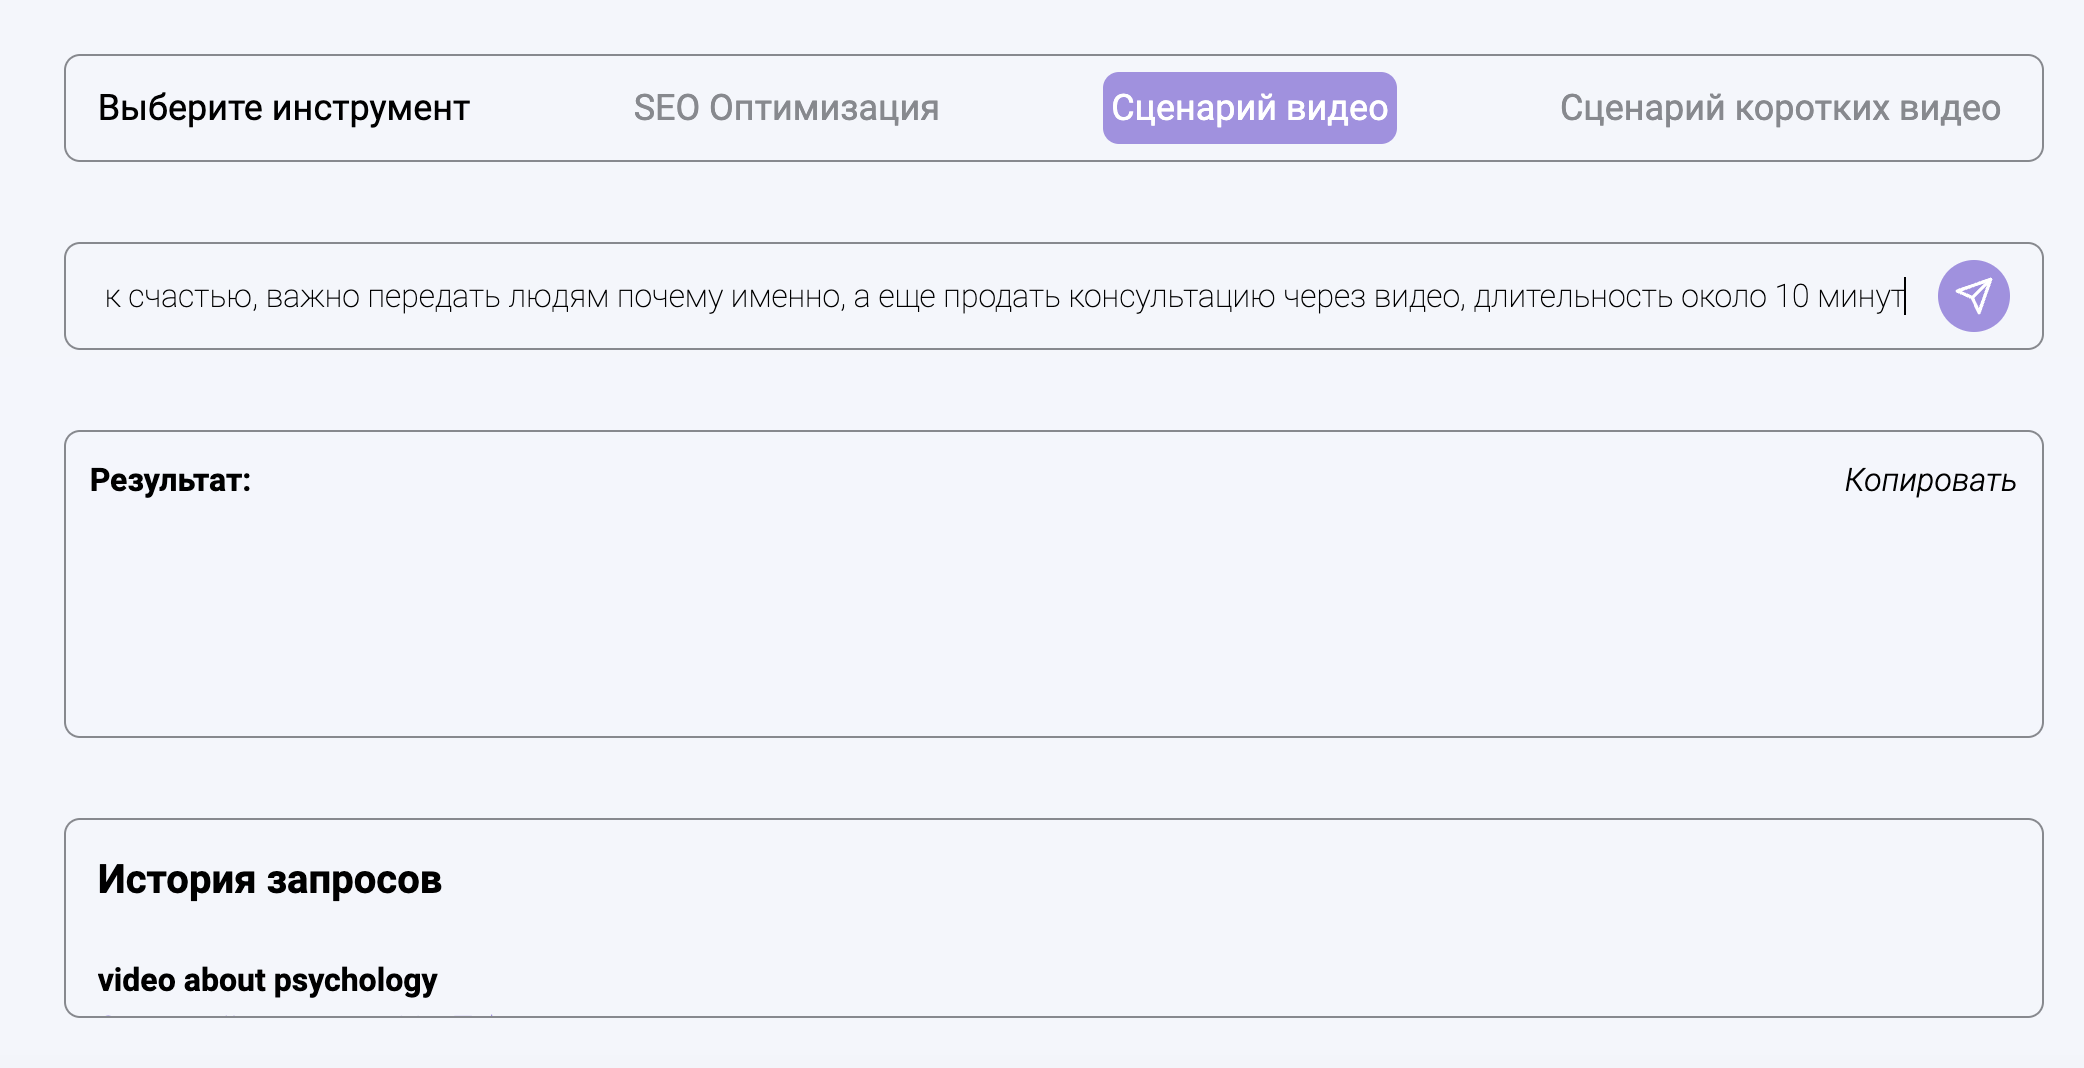 Выберите инструмент SEO Оптимизация Сценарий видео Сценарий коротких видео
к счастью, важно передать людям почему именно, а еще продать консультацию через видео, длительность около 10 минут
Результат: Копировать
История запросов
video about psychology